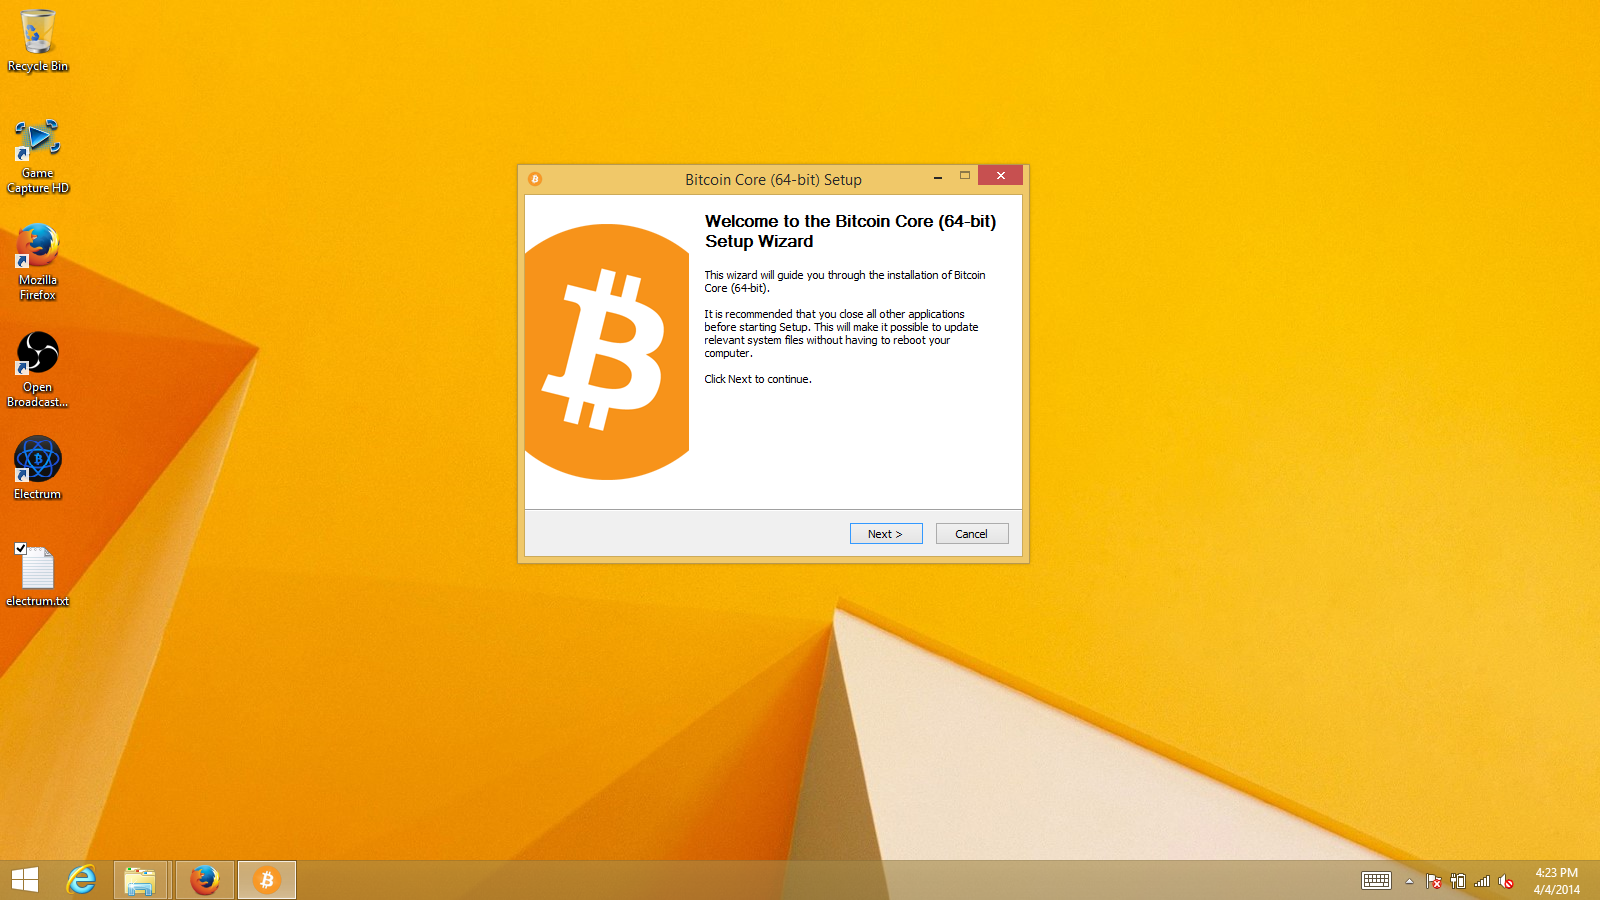 Recycle Bin
Game
Capture HD
Mozilla
Firefox
Open
Broadcast...
Electrum
electrum.txt
Bitcoin Core (64-bit) Setup
Welcome to the Bitcoin Core (64-bit)
Setup Wizard
This wizard will guide you through the installation of Bitcoin
Core (64-bit).
It is recommended that you close all other applications
before starting Setup. This will make it possible to update
relevant system files without having to reboot your
computer.
Click Next to continue.
Next >
Cancel
4:23 PM
4/4/2014